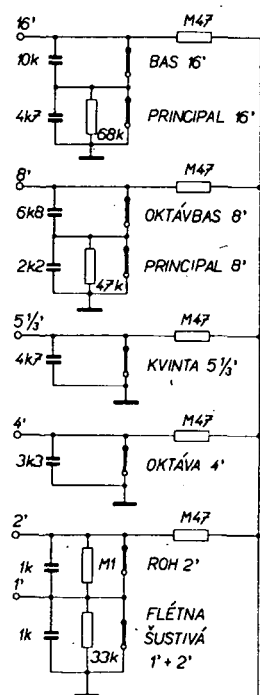 16'
M47
10k
BAS 16'
4k7
68k
PRINCIPAL 16'
8'
M47
6k8
OKTÁVBAS 8'
2k2
47k
PRINCIPAL 8'
5 1/3'
M47
4k7
KVINTA 5 1/3'
4'
M47
3k3
OKTÁVA 4'
2'
M47
1k
M1
ROH 2'
1'
1k
33k
FLÉTNA
ŠUSTIVÁ
1' + 2'